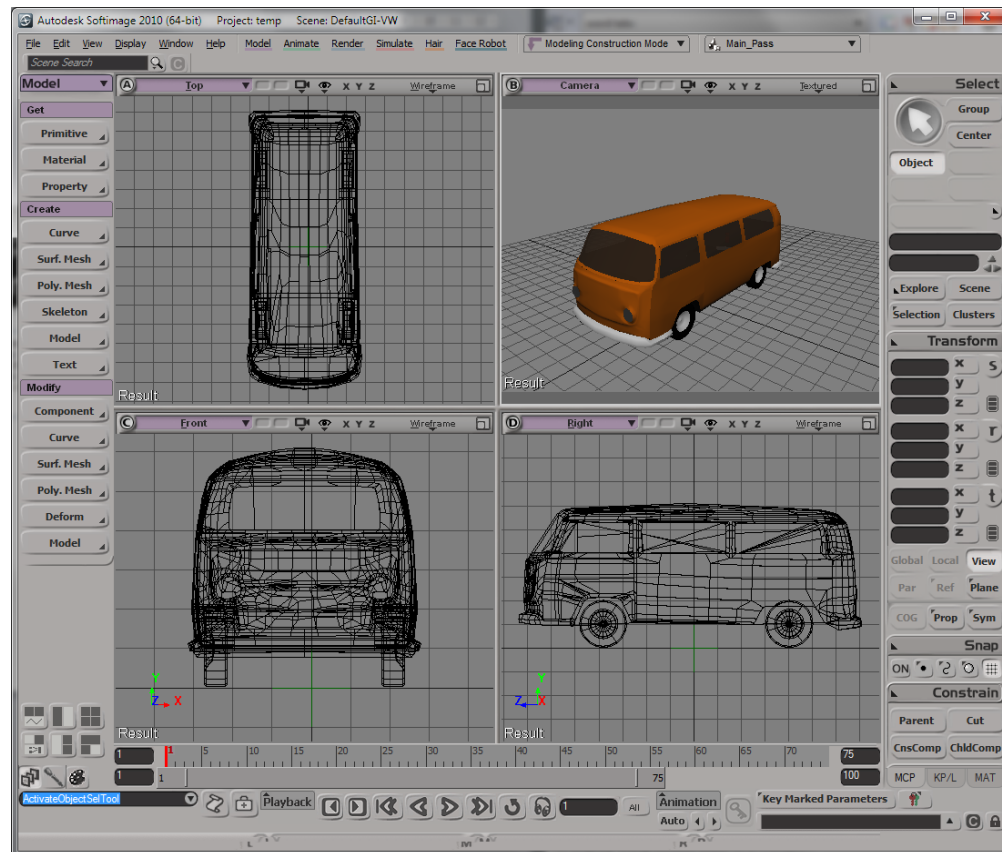 Autodesk Softimage 2010 (64-bit) Project: temp Scene: DefaultGI-VW
File Edit View Display Window Help Model Animate Render Simulate Hair Face Robot Modeling Construction Mode Main_Pass
Scene Search
Model
Get
Primitive
Material
Property
Create
Curve
Surf. Mesh
Poly. Mesh
Skeleton
Model
Text
Modify
Component
Curve
Surf. Mesh
Poly. Mesh
Deform
Model
A Top X Y Z Wireframe
Result
B Camera X Y Z Textured
Result
C Front X Y Z Wireframe
Y
Z X
Result
D Right X Y Z Wireframe
Y
Z X
Result
Select
Group
Center
Object
Explore Scene
Selection Clusters
Transform
x s
y
z
x r
y
z
x t
y
z
Global Local View
Par Ref Plane
COG Prop Sym
Snap
ON
Constrain
Parent Cut
CnsComp ChldComp
MCP KP/L MAT
1 1 5 10 15 20 25 30 35 40 45 50 55 60 65 70 75
1 1 75 100
ActivateObjectSelTool Playback 1 All Animation Key Marked Parameters
Auto
L M R